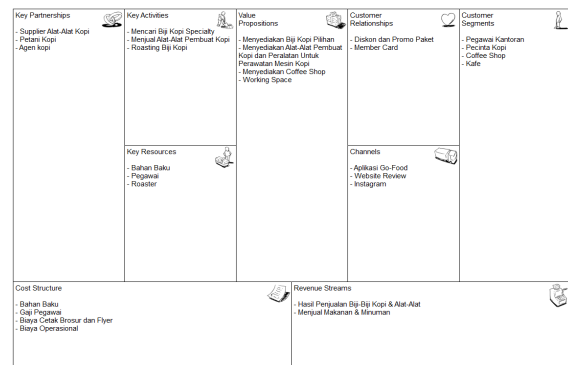 Key Partnerships
- Supplier Alat-Alat Kopi
- Petani Kopi
- Agen kopi
Key Activities
- Mencari Biji Kopi Specialty
- Menjual Alat-Alat Pembuat Kopi
- Roasting Biji Kopi
Key Resources
- Bahan Baku
- Pegawai
- Roaster
Value
Propositions
- Menyediakan Biji Kopi Pilihan
- Menyediakan Alat-Alat Pembuat
Kopi dan Peralatan Untuk
Perawatan Mesin Kopi
- Menyediakan Coffee Shop
- Working Space
Customer
Relationships
- Diskon dan Promo Paket
- Member Card
Channels
- Aplikasi Go-Food
- Website Review
- Instagram
Customer
Segments
- Pegawai Kantoran
- Pecinta Kopi
- Coffee Shop
- Kafe
Cost Structure
- Bahan Baku
- Gaji Pegawai
- Biaya Cetak Brosur dan Flyer
- Biaya Operasional
Revenue Streams
- Hasil Penjualan Biji-Biji Kopi & Alat-Alat
- Menjual Makanan & Minuman